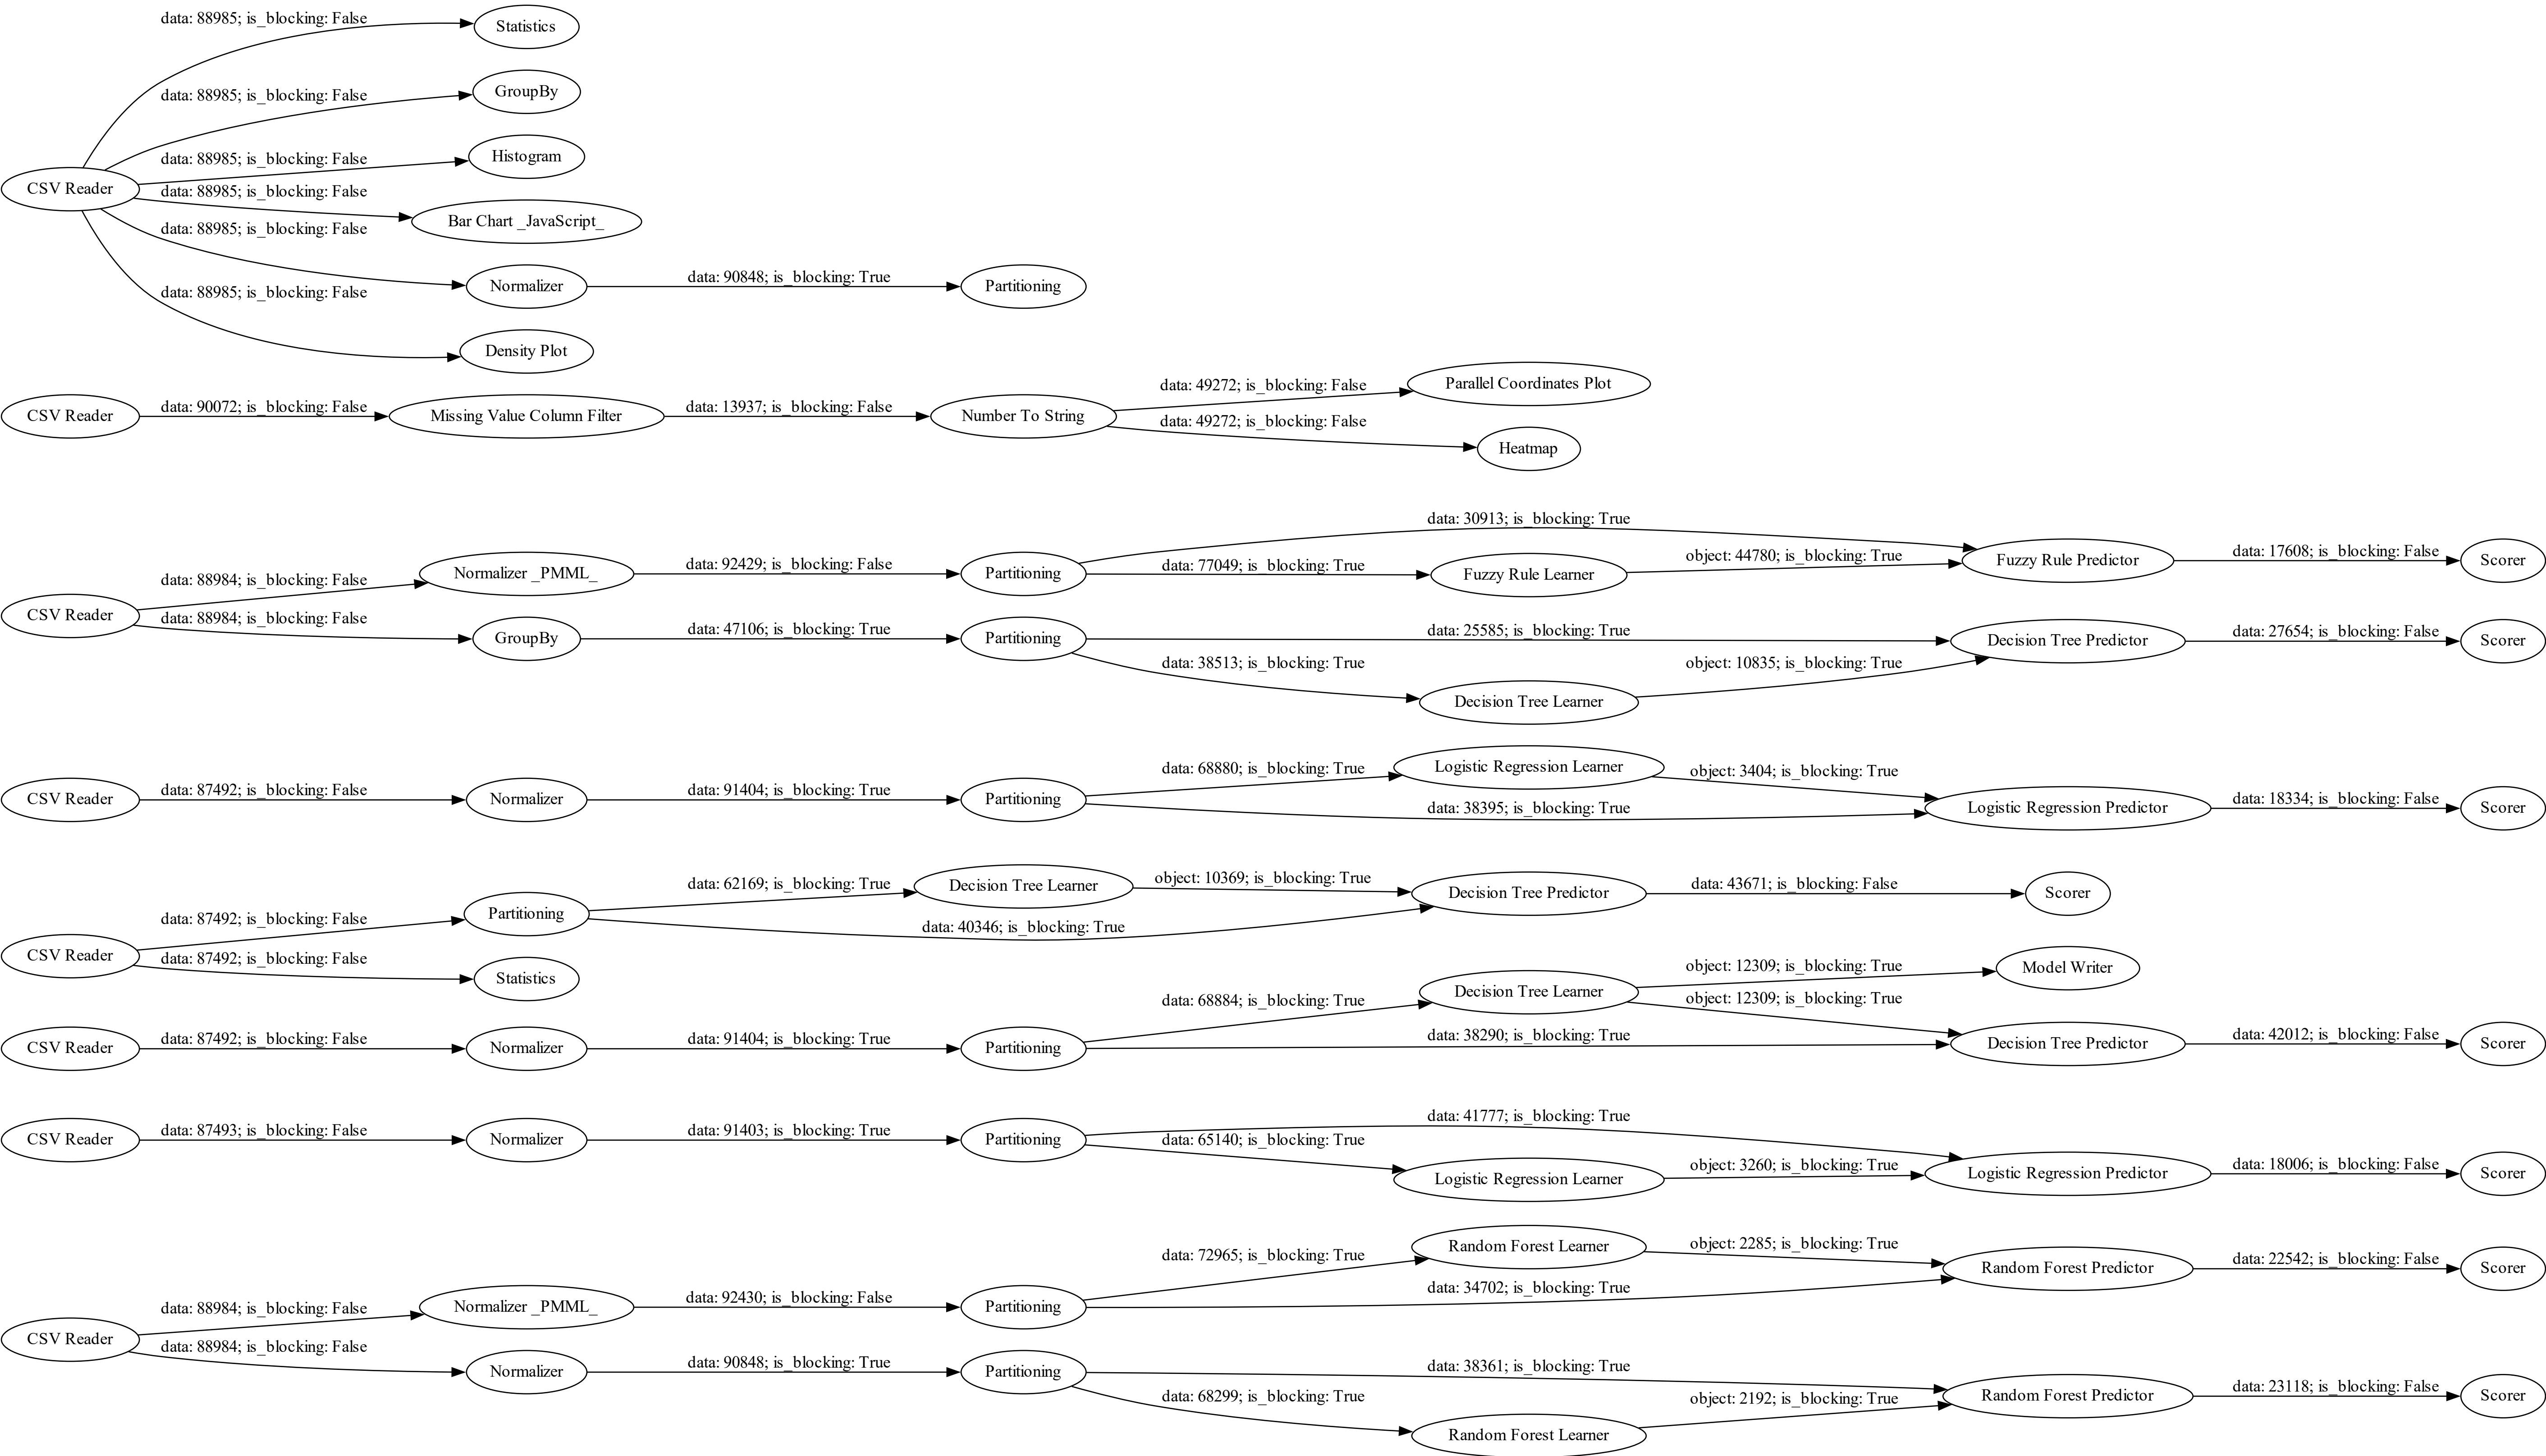 data: 88985; is_blocking: False
Statistics
data: 88985; is_blocking: False
GroupBy
data: 88985; is_blocking: False
Histogram
CSV Reader
data: 88985; is_blocking: False
Bar Chart _JavaScript_
data: 88985; is_blocking: False
Normalizer
data: 90848; is_blocking: True
Partitioning
data: 88985; is_blocking: False
Density Plot
CSV Reader
data: 90072; is_blocking: False
Missing Value Column Filter
data: 13937; is_blocking: False
Number To String
data: 49272; is_blocking: False
Parallel Coordinates Plot
data: 49272; is_blocking: False
Heatmap
CSV Reader
data: 88984; is_blocking: False
Normalizer _PMML_
data: 92429; is_blocking: False
Partitioning
data: 30913; is_blocking: True
data: 77049; is_blocking: True
Fuzzy Rule Learner
object: 44780; is_blocking: True
Fuzzy Rule Predictor
data: 17608; is_blocking: False
Scorer
data: 88984; is_blocking: False
GroupBy
data: 47106; is_blocking: True
Partitioning
data: 25585; is_blocking: True
data: 38513; is_blocking: True
Decision Tree Learner
object: 10835; is_blocking: True
Decision Tree Predictor
data: 27654; is_blocking: False
Scorer
CSV Reader
data: 87492; is_blocking: False
Normalizer
data: 91404; is_blocking: True
Partitioning
data: 68880; is_blocking: True
Logistic Regression Learner
object: 3404; is_blocking: True
data: 38395; is_blocking: True
Logistic Regression Predictor
data: 18334; is_blocking: False
Scorer
CSV Reader
data: 87492; is_blocking: False
Partitioning
data: 62169; is_blocking: True
Decision Tree Learner
object: 10369; is_blocking: True
data: 40346; is_blocking: True
Decision Tree Predictor
data: 43671; is_blocking: False
Scorer
data: 87492; is_blocking: False
Statistics
CSV Reader
data: 87492; is_blocking: False
Normalizer
data: 91404; is_blocking: True
Partitioning
data: 68884; is_blocking: True
Decision Tree Learner
object: 12309; is_blocking: True
Model Writer
object: 12309; is_blocking: True
data: 38290; is_blocking: True
Decision Tree Predictor
data: 42012; is_blocking: False
Scorer
CSV Reader
data: 87493; is_blocking: False
Normalizer
data: 91403; is_blocking: True
Partitioning
data: 41777; is_blocking: True
data: 65140; is_blocking: True
Logistic Regression Learner
object: 3260; is_blocking: True
Logistic Regression Predictor
data: 18006; is_blocking: False
Scorer
CSV Reader
data: 88984; is_blocking: False
Normalizer _PMML_
data: 92430; is_blocking: False
Partitioning
data: 72965; is_blocking: True
Random Forest Learner
object: 2285; is_blocking: True
data: 34702; is_blocking: True
Random Forest Predictor
data: 22542; is_blocking: False
Scorer
data: 88984; is_blocking: False
Normalizer
data: 90848; is_blocking: True
Partitioning
data: 38361; is_blocking: True
data: 68299; is_blocking: True
Random Forest Learner
object: 2192; is_blocking: True
Random Forest Predictor
data: 23118; is_blocking: False
Scorer